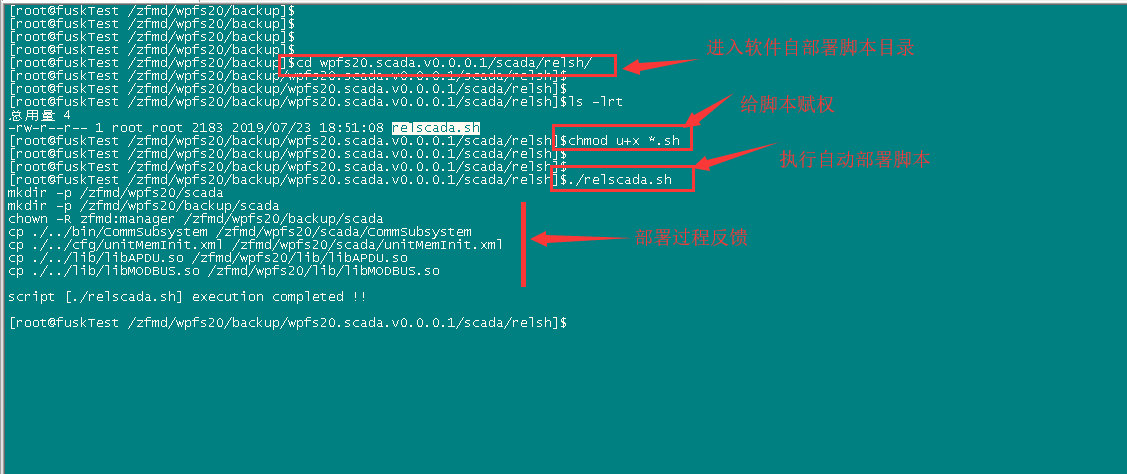 [root@fuskTest /zfmd/wpfs20/backup]$
[root@fuskTest /zfmd/wpfs20/backup]$
[root@fuskTest /zfmd/wpfs20/backup]$
[root@fuskTest /zfmd/wpfs20/backup]$
[root@fuskTest /zfmd/wpfs20/backup]$cd wpfs20.scada.v0.0.0.1/scada/relsh/
进入软件自部署脚本目录
[root@fuskTest /zfmd/wpfs20/backup/wpfs20.scada.v0.0.0.1/scada/relsh]$
[root@fuskTest /zfmd/wpfs20/backup/wpfs20.scada.v0.0.0.1/scada/relsh]$
[root@fuskTest /zfmd/wpfs20/backup/wpfs20.scada.v0.0.0.1/scada/relsh]$ls -lrt
给脚本赋权
总用量 4
-rw-r--r-- 1 root root 2183 2019/07/23 18:51:08 relscada.sh
[root@fuskTest /zfmd/wpfs20/backup/wpfs20.scada.v0.0.0.1/scada/relsh]$chmod u+x *.sh
[root@fuskTest /zfmd/wpfs20/backup/wpfs20.scada.v0.0.0.1/scada/relsh]$
执行自动部署脚本
[root@fuskTest /zfmd/wpfs20/backup/wpfs20.scada.v0.0.0.1/scada/relsh]$
[root@fuskTest /zfmd/wpfs20/backup/wpfs20.scada.v0.0.0.1/scada/relsh]$./relscada.sh
mkdir -p /zfmd/wpfs20/scada
mkdir -p /zfmd/wpfs20/backup/scada
chown -R zfmd:manager /zfmd/wpfs20/backup/scada
cp ./../bin/CommSubsystem /zfmd/wpfs20/scada/CommSubsystem
部署过程反馈
cp ./../cfg/unitMemInit.xml /zfmd/wpfs20/scada/unitMemInit.xml
cp ./../lib/libAPDU.so /zfmd/wpfs20/lib/libAPDU.so
cp ./../lib/libMODBUS.so /zfmd/wpfs20/lib/libMODBUS.so
script [./relscada.sh] execution completed !!
[root@fuskTest /zfmd/wpfs20/backup/wpfs20.scada.v0.0.0.1/scada/relsh]$